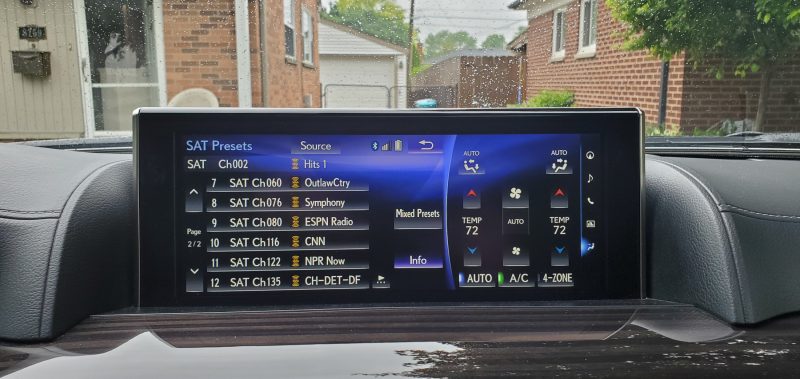 SAT Presets Source
SAT Ch002 Hits 1
7 SAT Ch060 OutlawCtry
8 SAT Ch076 Symphony
9 SAT Ch080 ESPN Radio
10 SAT Ch116 CNN
11 SAT Ch122 NPR Now
12 SAT Ch135 CH-DET-DF
Page
2/2
Mixed Presets
Info
AUTO AUTO
TEMP
72
AUTO
TEMP
72
AUTO A/C 4-ZONE